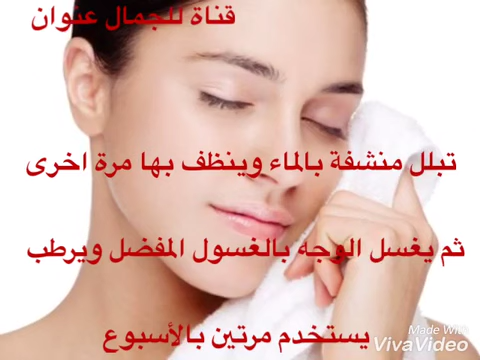 قناة للجمال عنوان
تبلل منشفة بالماء وينظف بها مرة اخرى
ثم يغسل الوجه بالغسول المفضل ويرطب
يستخدم مرتين بالأسبوع
Made With
VivaVideo